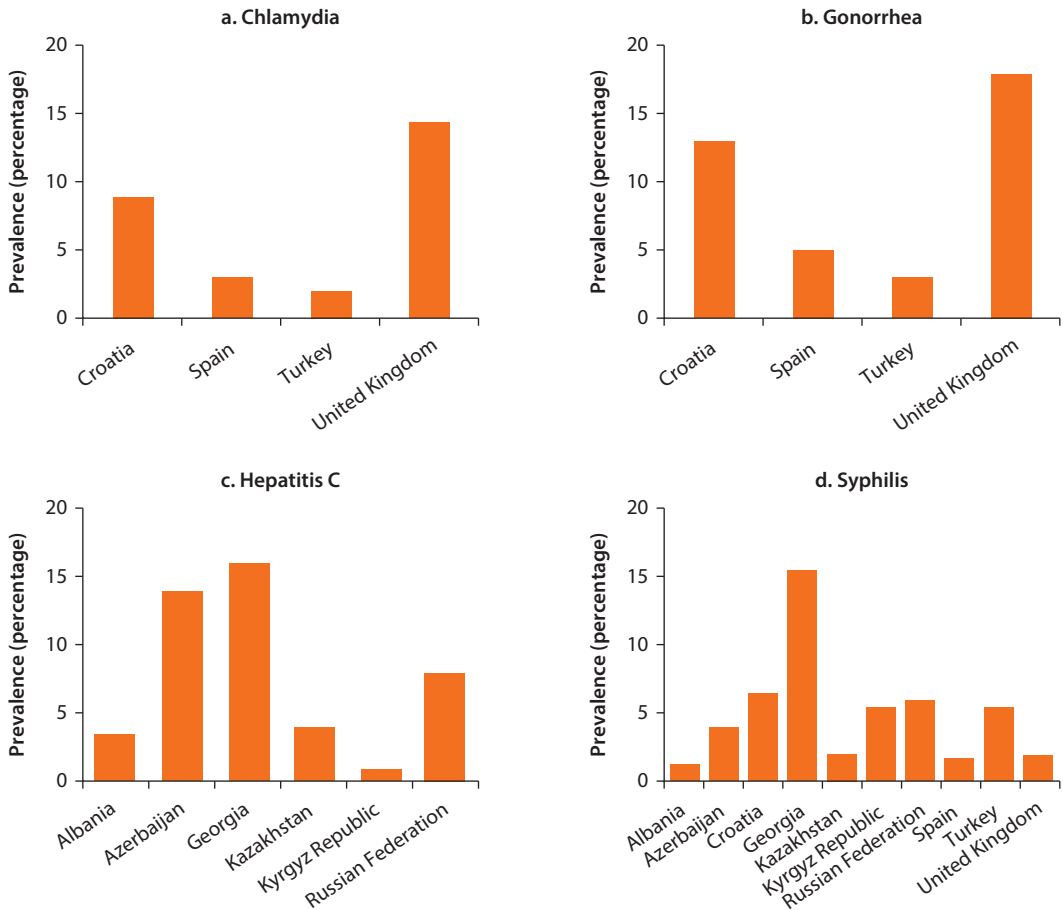 a. Chlamydia
Prevalence (percentage)
20
15
10
5
0
Croatia
Spain
Turkey
United Kingdom
b. Gonorrhea
Prevalence (percentage)
20
15
10
5
0
Croatia
Spain
Turkey
United Kingdom
c. Hepatitis C
Prevalence (percentage)
20
15
10
5
0
Albania
Azerbaijan
Georgia
Kazakhstan
Kyrgyz Republic
Russian Federation
d. Syphilis
Prevalence (percentage)
20
15
10
5
0
Albania
Azerbaijan
Croatia
Georgia
Kazakhstan
Kyrgyz Republic
Russian Federation
Spain
Turkey
United Kingdom